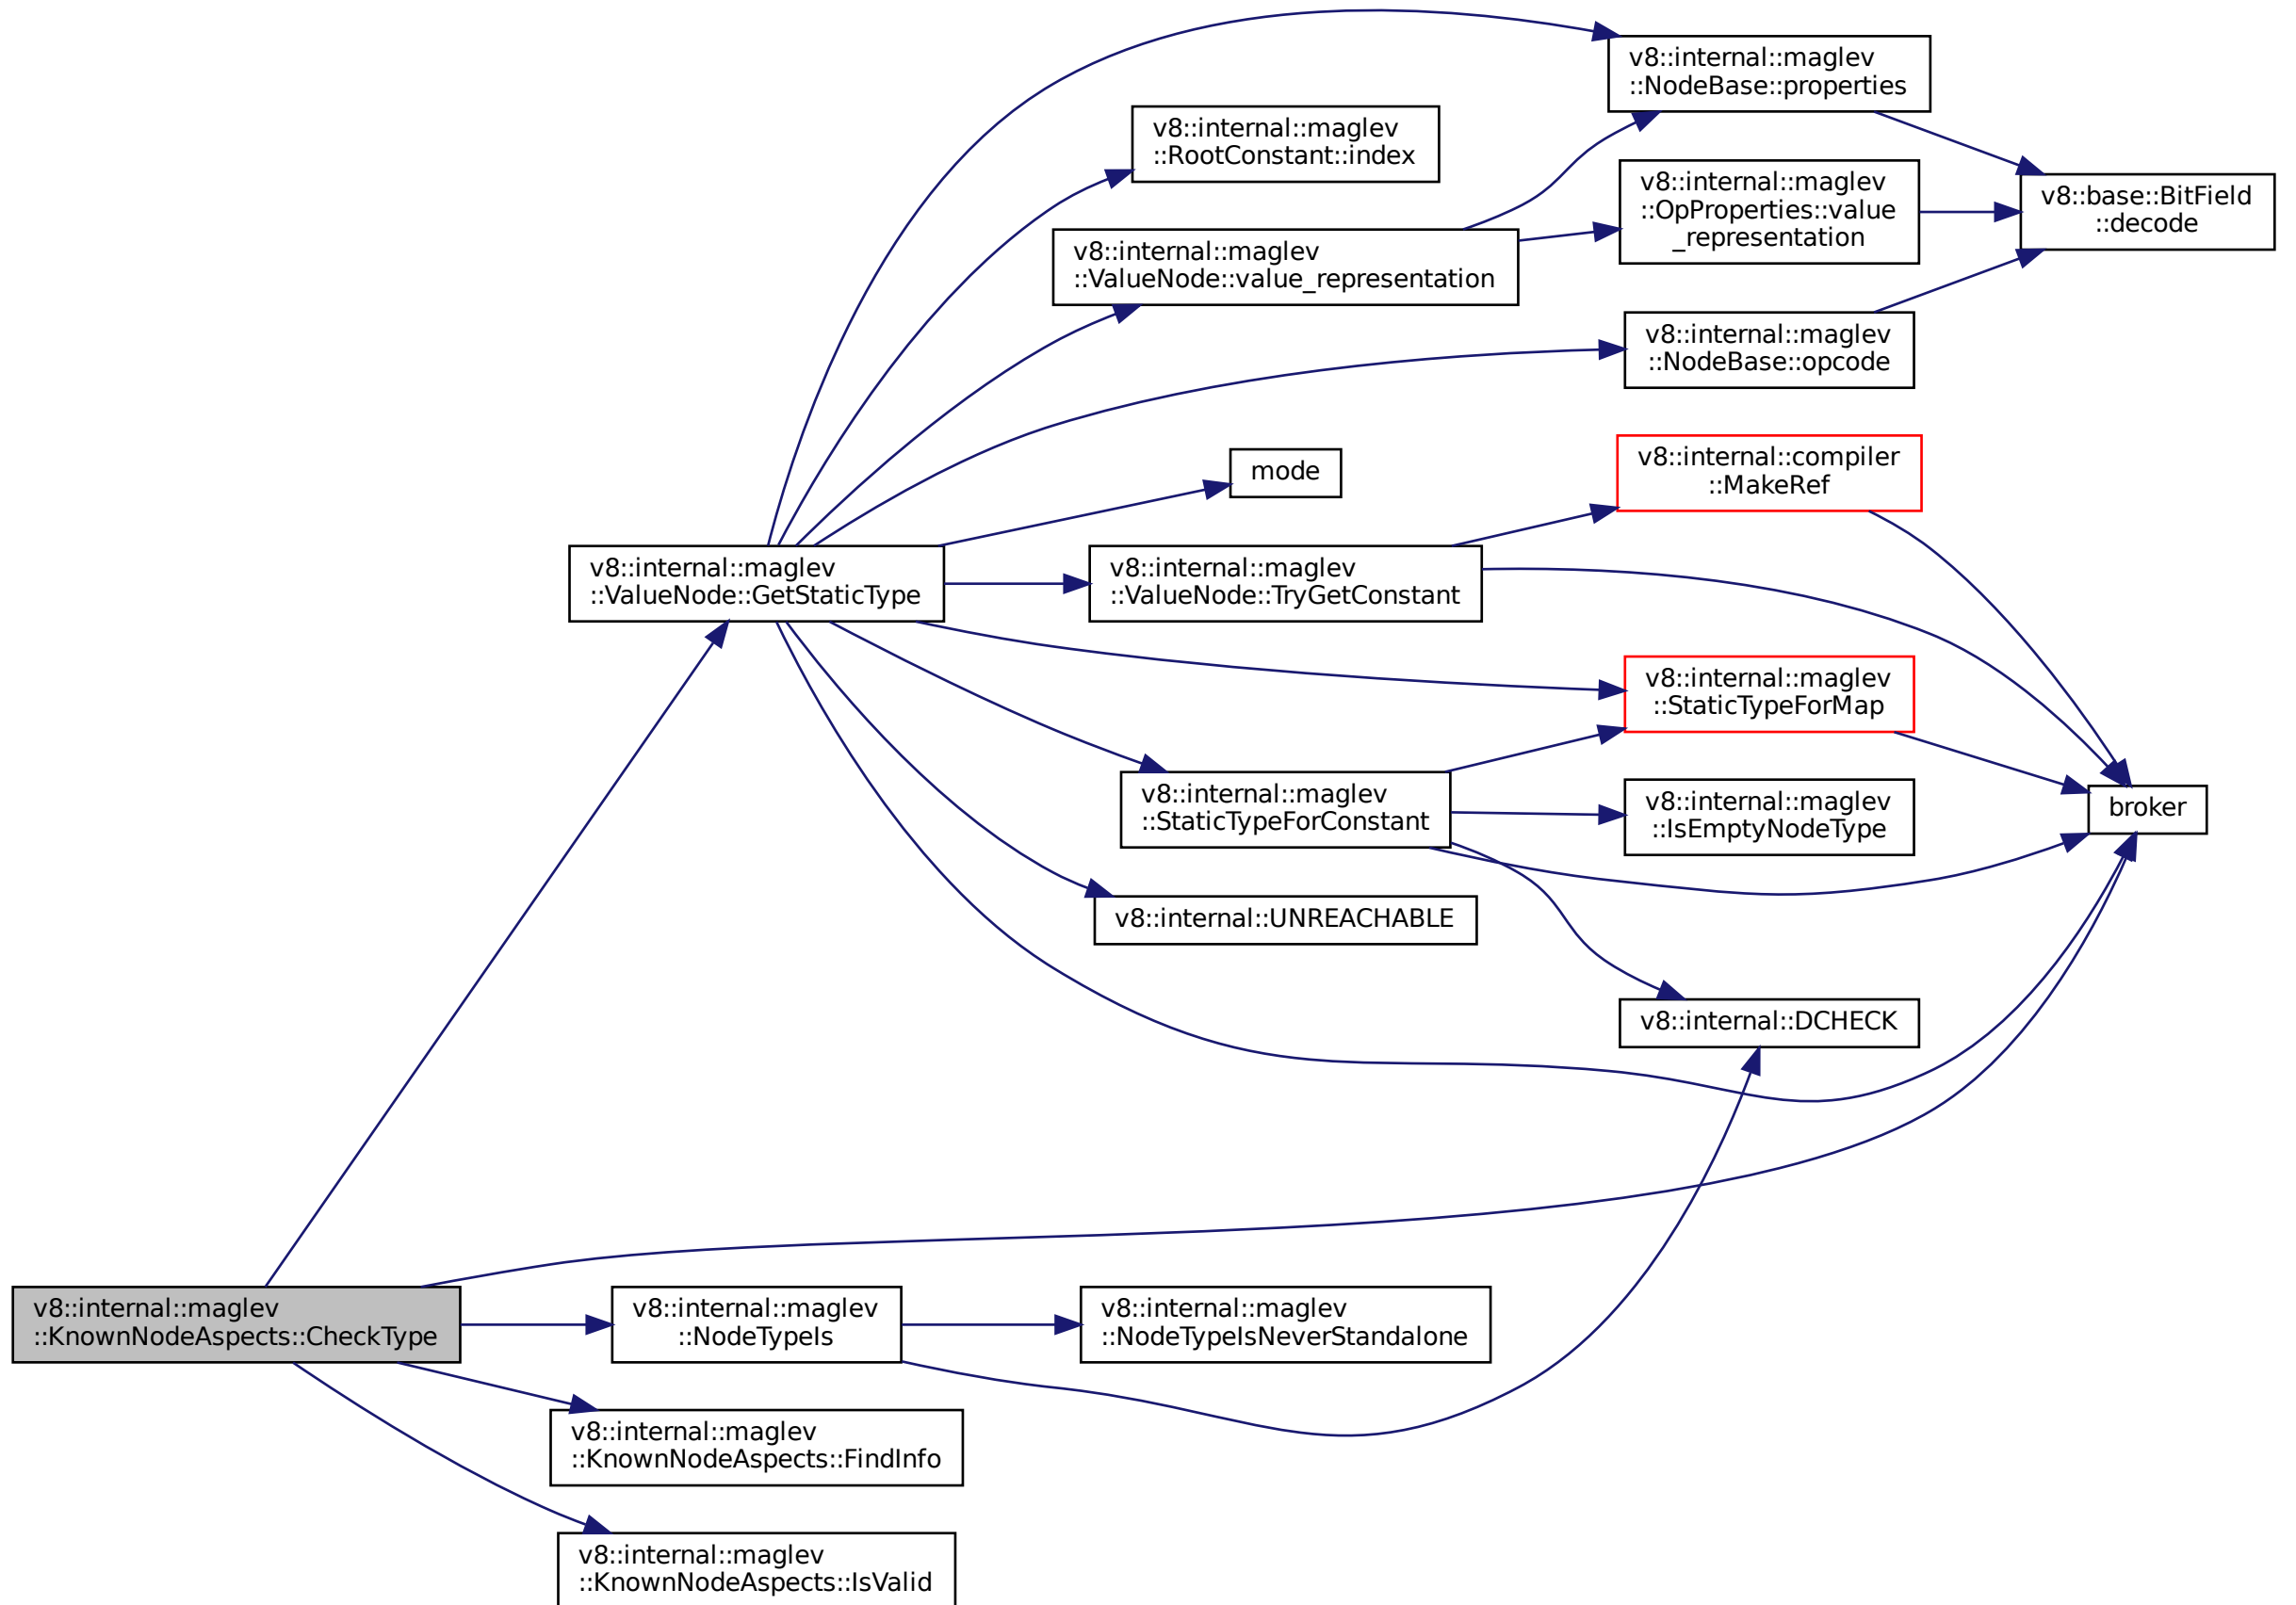 v8::internal::maglev
::NodeBase::properties
v8::internal::maglev
::RootConstant::index
v8::internal::maglev
::OpProperties::value
_representation
v8::base::BitField
::decode
v8::internal::maglev
::ValueNode::value_representation
v8::internal::maglev
::NodeBase::opcode
mode
v8::internal::compiler
::MakeRef
v8::internal::maglev
::ValueNode::GetStaticType
v8::internal::maglev
::ValueNode::TryGetConstant
v8::internal::maglev
::StaticTypeForMap
v8::internal::maglev
::StaticTypeForConstant
v8::internal::maglev
::IsEmptyNodeType
broker
v8::internal::UNREACHABLE
v8::internal::DCHECK
v8::internal::maglev
::KnownNodeAspects::CheckType
v8::internal::maglev
::NodeTypeIs
v8::internal::maglev
::NodeTypeIsNeverStandalone
v8::internal::maglev
::KnownNodeAspects::FindInfo
v8::internal::maglev
::KnownNodeAspects::IsValid